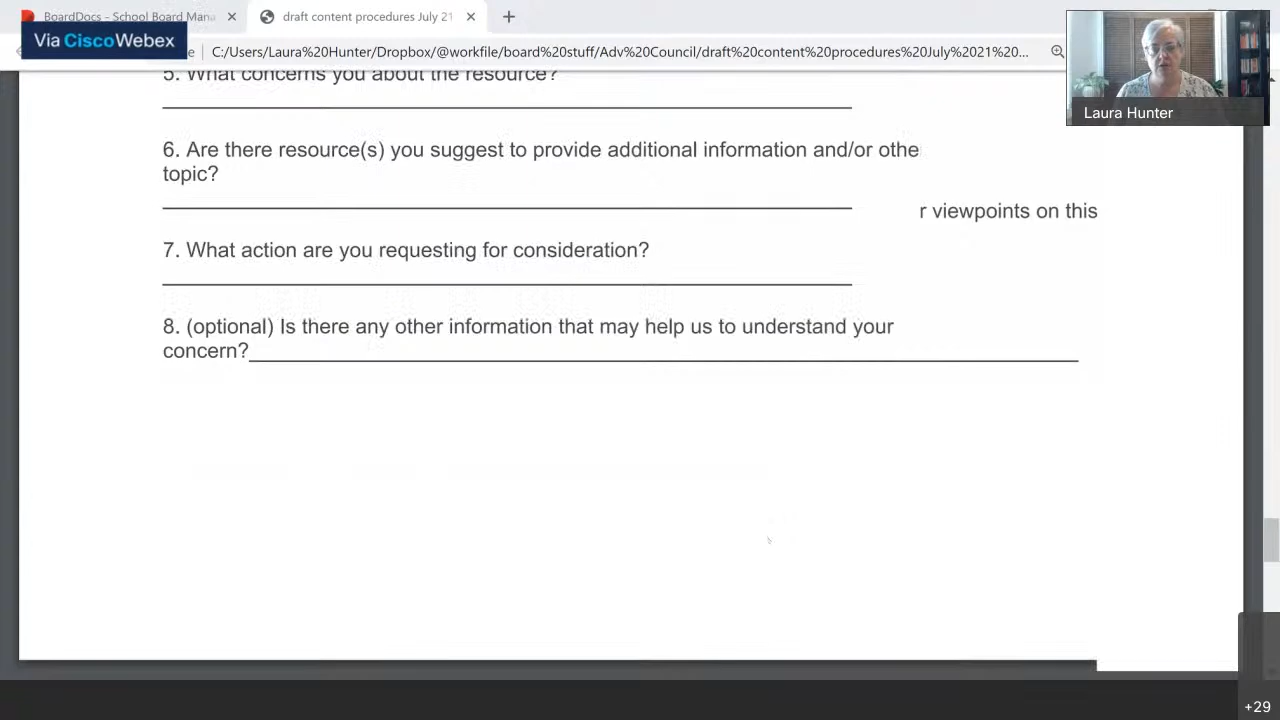 BoardDocs - School Board Mana
draft content procedures July 21
Via CiscoWebex
C:/Users/Laura%20Hunter/Dropbox/@workfile/board%20stuff/Adv%20Council/draft%20content%20procedures%20July%2021%20...
Laura Hunter
5. What concerns you about the resource?
6. Are there resource(s) you suggest to provide additional information and/or othe
topic?
r viewpoints on this
7. What action are you requesting for consideration?
8. (optional) Is there any other information that may help us to understand your
concern?
+29